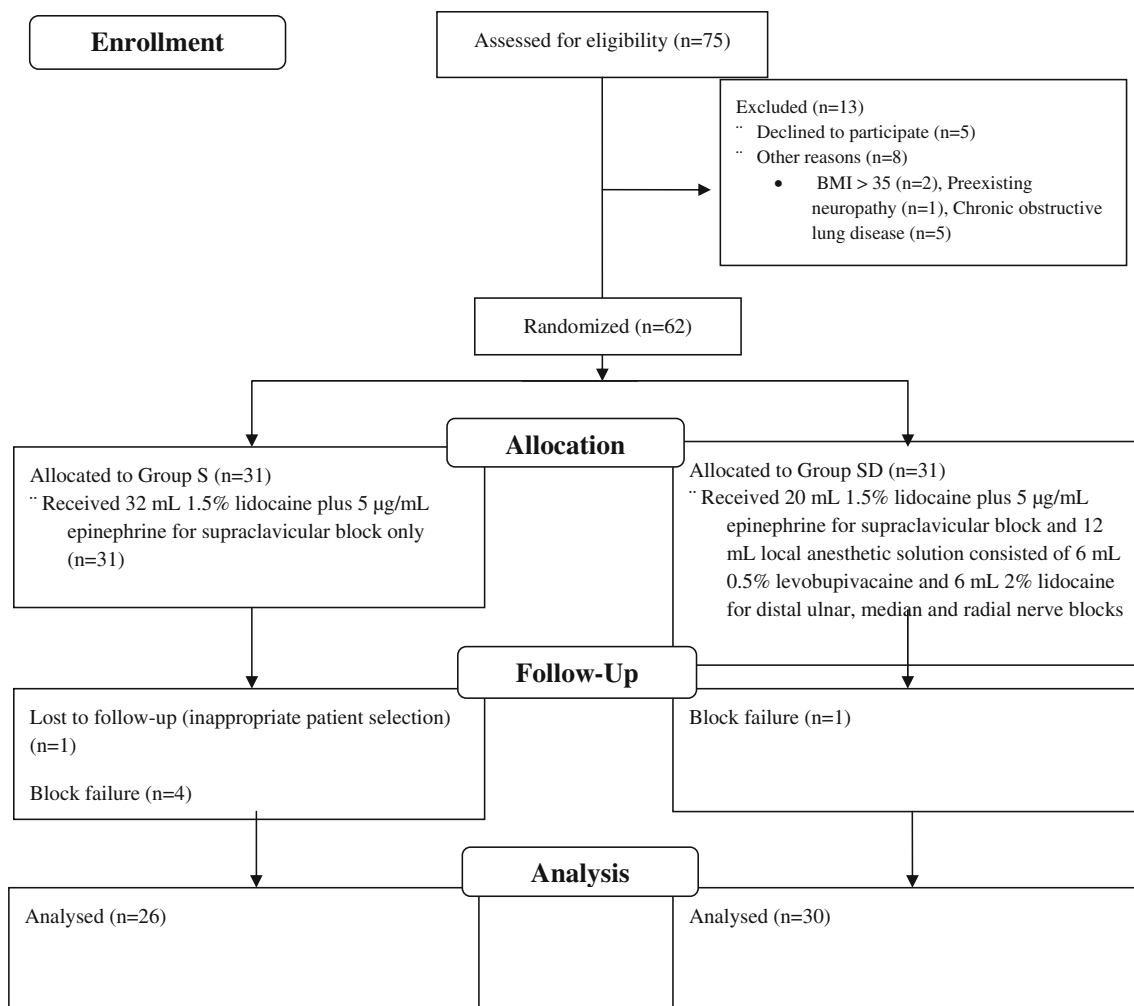 Enrollment
Assessed for eligibility (n=75)
Excluded (n=13)
¨ Declined to participate (n=5)
¨ Other reasons (n=8)
• BMI > 35 (n=2), Preexisting
neuropathy (n=1), Chronic obstructive
lung disease (n=5)
Randomized (n=62)
Allocation
Allocated to Group S (n=31)
¨ Received 32 mL 1.5% lidocaine plus 5 µg/mL
epinephrine for supraclavicular block only
(n=31)
Allocated to Group SD (n=31)
¨ Received 20 mL 1.5% lidocaine plus 5 µg/mL
epinephrine for supraclavicular block and 12
mL local anesthetic solution consisted of 6 mL
0.5% levobupivacaine and 6 mL 2% lidocaine
for distal ulnar, median and radial nerve blocks
Follow-Up
Lost to follow-up (inappropriate patient selection)
(n=1)
Block failure (n=4)
Block failure (n=1)
Analysis
Analysed (n=26)
Analysed (n=30)